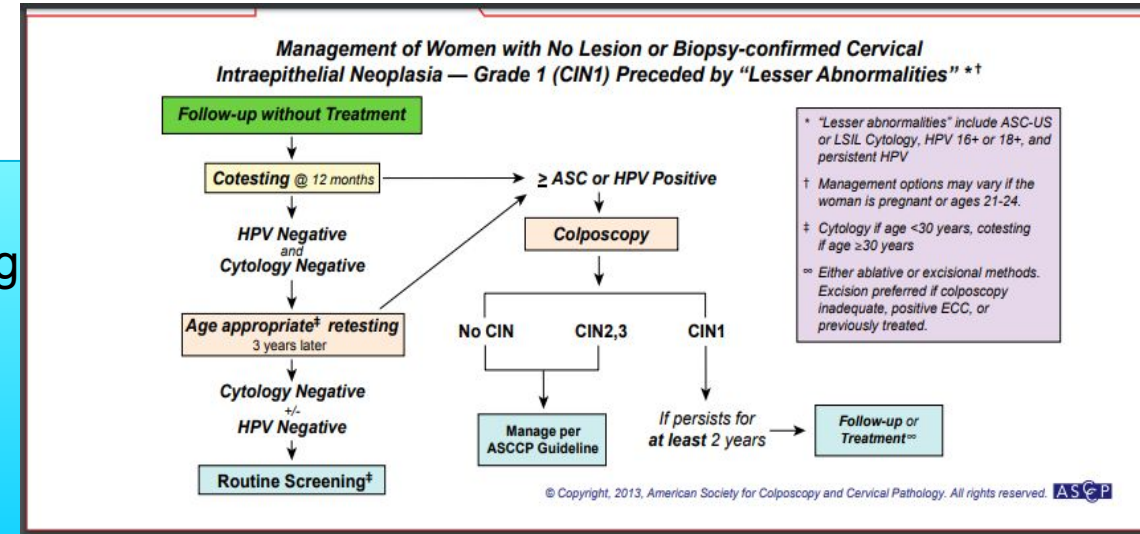 Management of Women with No Lesion or Biopsy-confirmed Cervical
Intraepithelial Neoplasia — Grade 1 (CIN1) Preceded by “Lesser Abnormalities” *†
Follow-up without Treatment
Cotesting @ 12 months
HPV Negative
and
Cytology Negative
Age appropriate‡ retesting
3 years later
Cytology Negative
+/-
HPV Negative
Routine Screening‡
≥ ASC or HPV Positive
Colposcopy
No CIN
CIN2,3
CIN1
Manage per
ASCCP Guideline
If persists for
at least 2 years
Follow-up or
Treatment∞
* “Lesser abnormalities” include ASC-US
or LSIL Cytology, HPV 16+ or 18+, and
persistent HPV
† Management options may vary if the
woman is pregnant or ages 21-24.
‡ Cytology if age <30 years, cotesting
if age ≥30 years
∞ Either ablative or excisional methods.
Excision preferred if colposcopy
inadequate, positive ECC, or
previously treated.
© Copyright, 2013, American Society for Colposcopy and Cervical Pathology. All rights reserved.
ASCCP
g